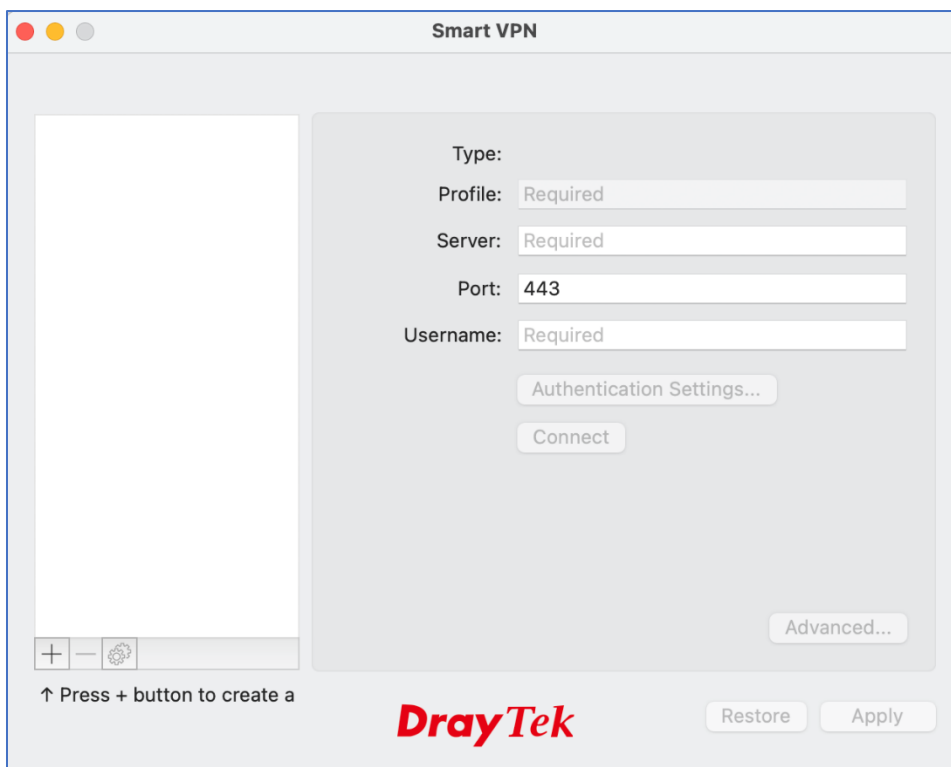 Smart VPN
Type:
Profile: Required
Server: Required
Port: 443
Username: Required
Authentication Settings...
Connect
Advanced...
↑ Press + button to create a
DrayTek
Restore Apply